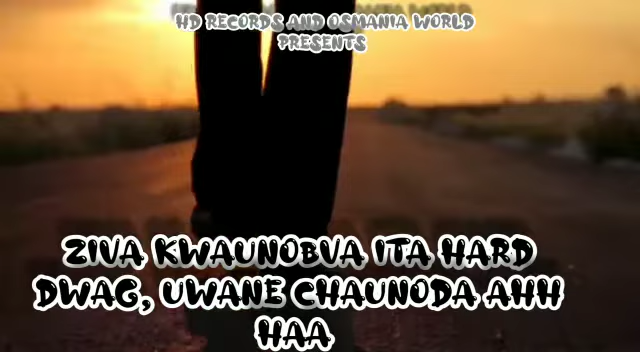 HD RECORDS AND OSMANIA WORLD
PRESENTS
ZIVA KWAUNOBVA ITA HARD
DWAG, UWANE CHAUNODA AHH
HAA